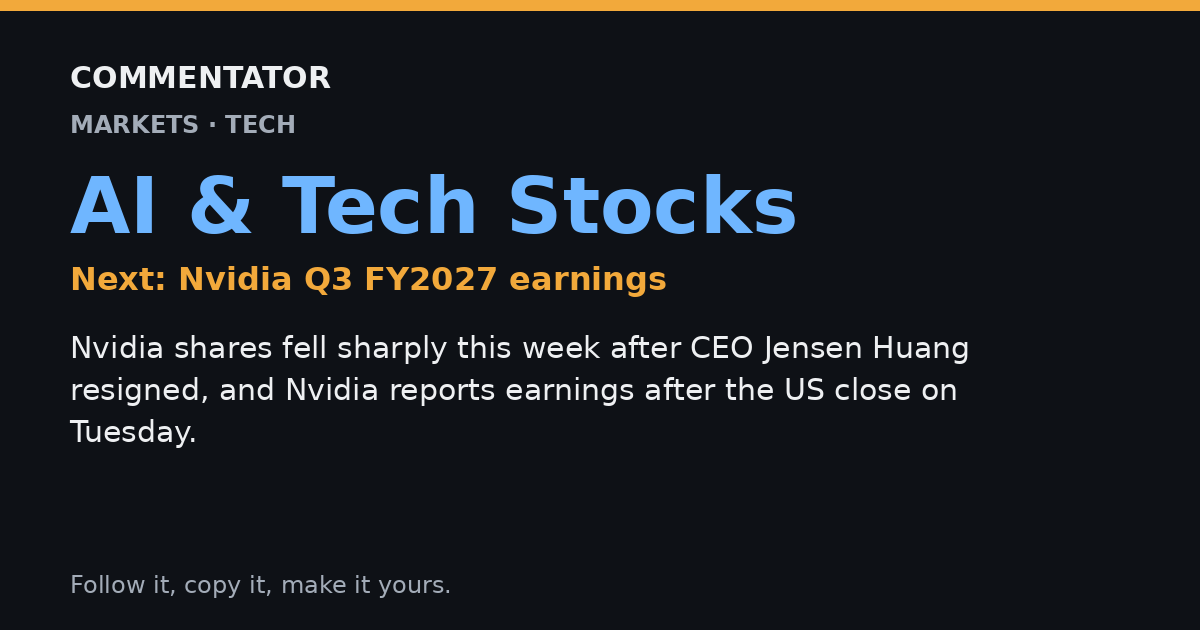 COMMENTATOR
MARKETS · TECH
AI & Tech Stocks
Next: Nvidia Q3 FY2027 earnings
Nvidia shares fell sharply this week after CEO Jensen Huang
resigned, and Nvidia reports earnings after the US close on
Tuesday.
Follow it, copy it, make it yours.